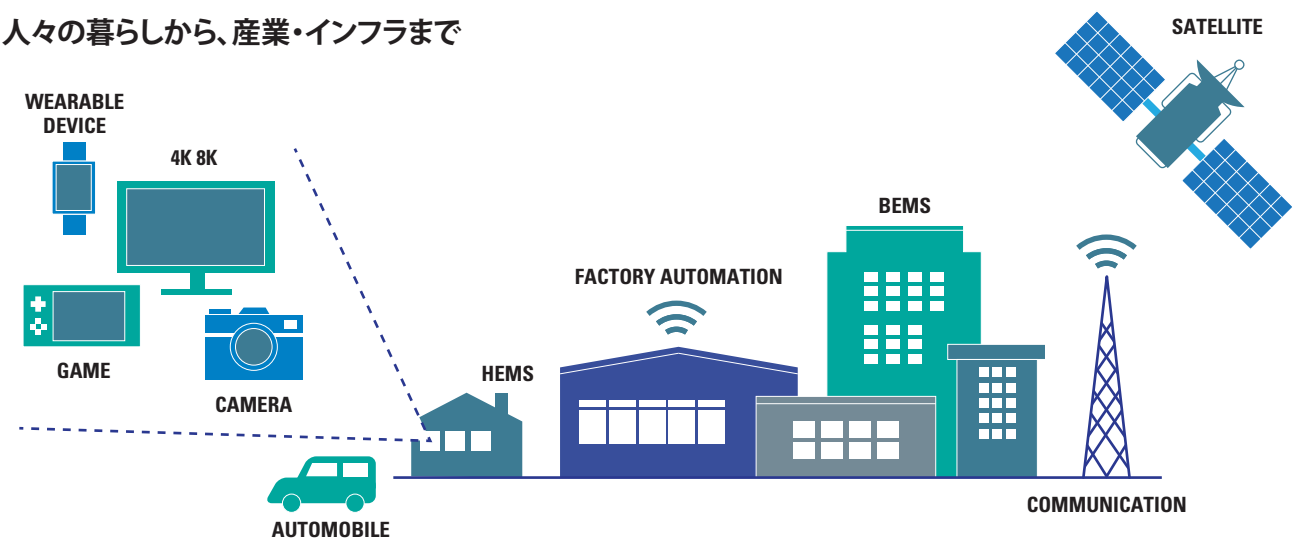 人々の暮らしから、産業・インフラまで
SATELLITE
WEARABLE
DEVICE
4K 8K
BEMS
FACTORY AUTOMATION
GAME
HEMS
CAMERA
COMMUNICATION
AUTOMOBILE